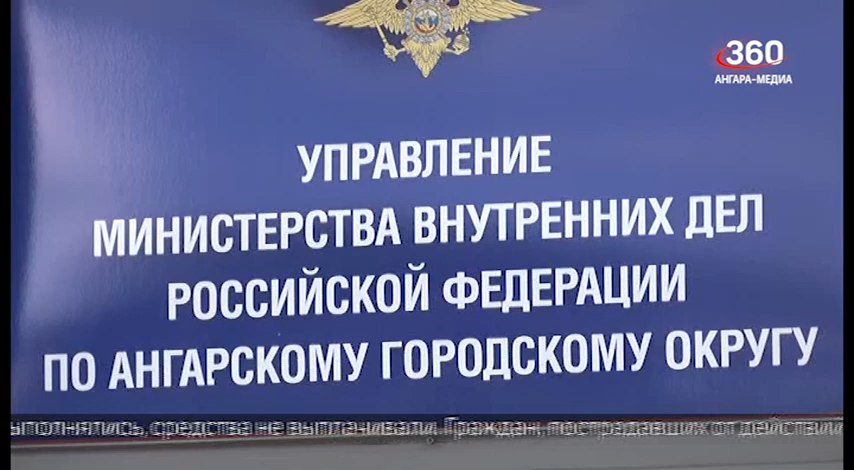 360
АНГАРА-МЕДИА
УПРАВЛЕНИЕ
МИНИСТЕРСТВА ВНУТРЕННИХ ДЕЛ
РОССИЙСКОЙ ФЕДЕРАЦИИ
ПО АНГАРСКОМУ ГОРОДСКОМУ ОКРУГУ
ыполнялись, средства не выплачивали. Граждан, пострадавших от действий